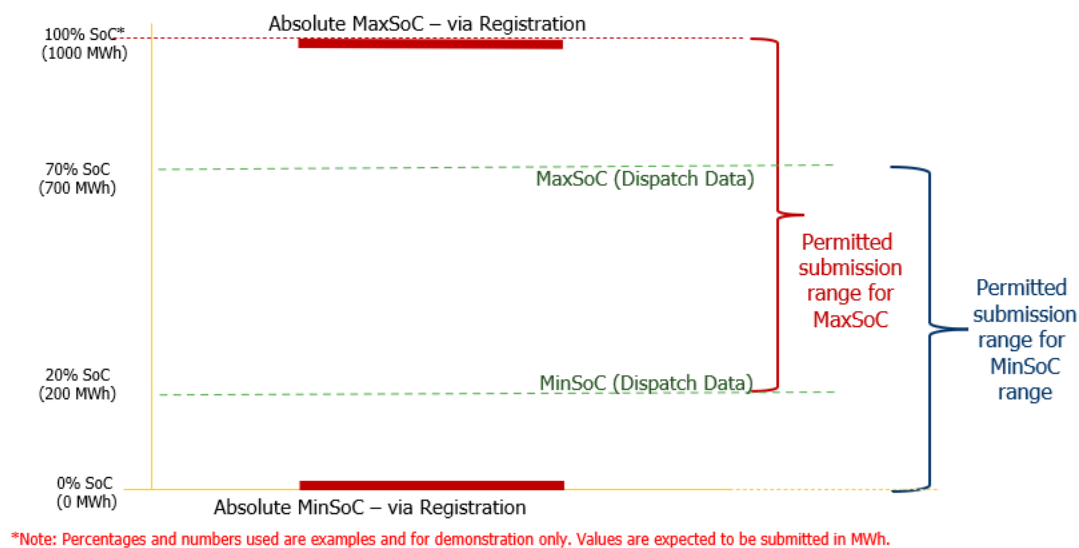 Absolute MaxSoC – via Registration
100% SoC*
(1000 MWh)
70% SoC
(700 MWh)
MaxSoC (Dispatch Data)
Permitted
submission
range for
MaxSoC
Permitted
submission
range for
MinSoC
range
20% SoC
(200 MWh)
MinSoC (Dispatch Data)
0% SoC
(0 MWh)
Absolute MinSoC – via Registration
*Note: Percentages and numbers used are examples and for demonstration only. Values are expected to be submitted in MWh.